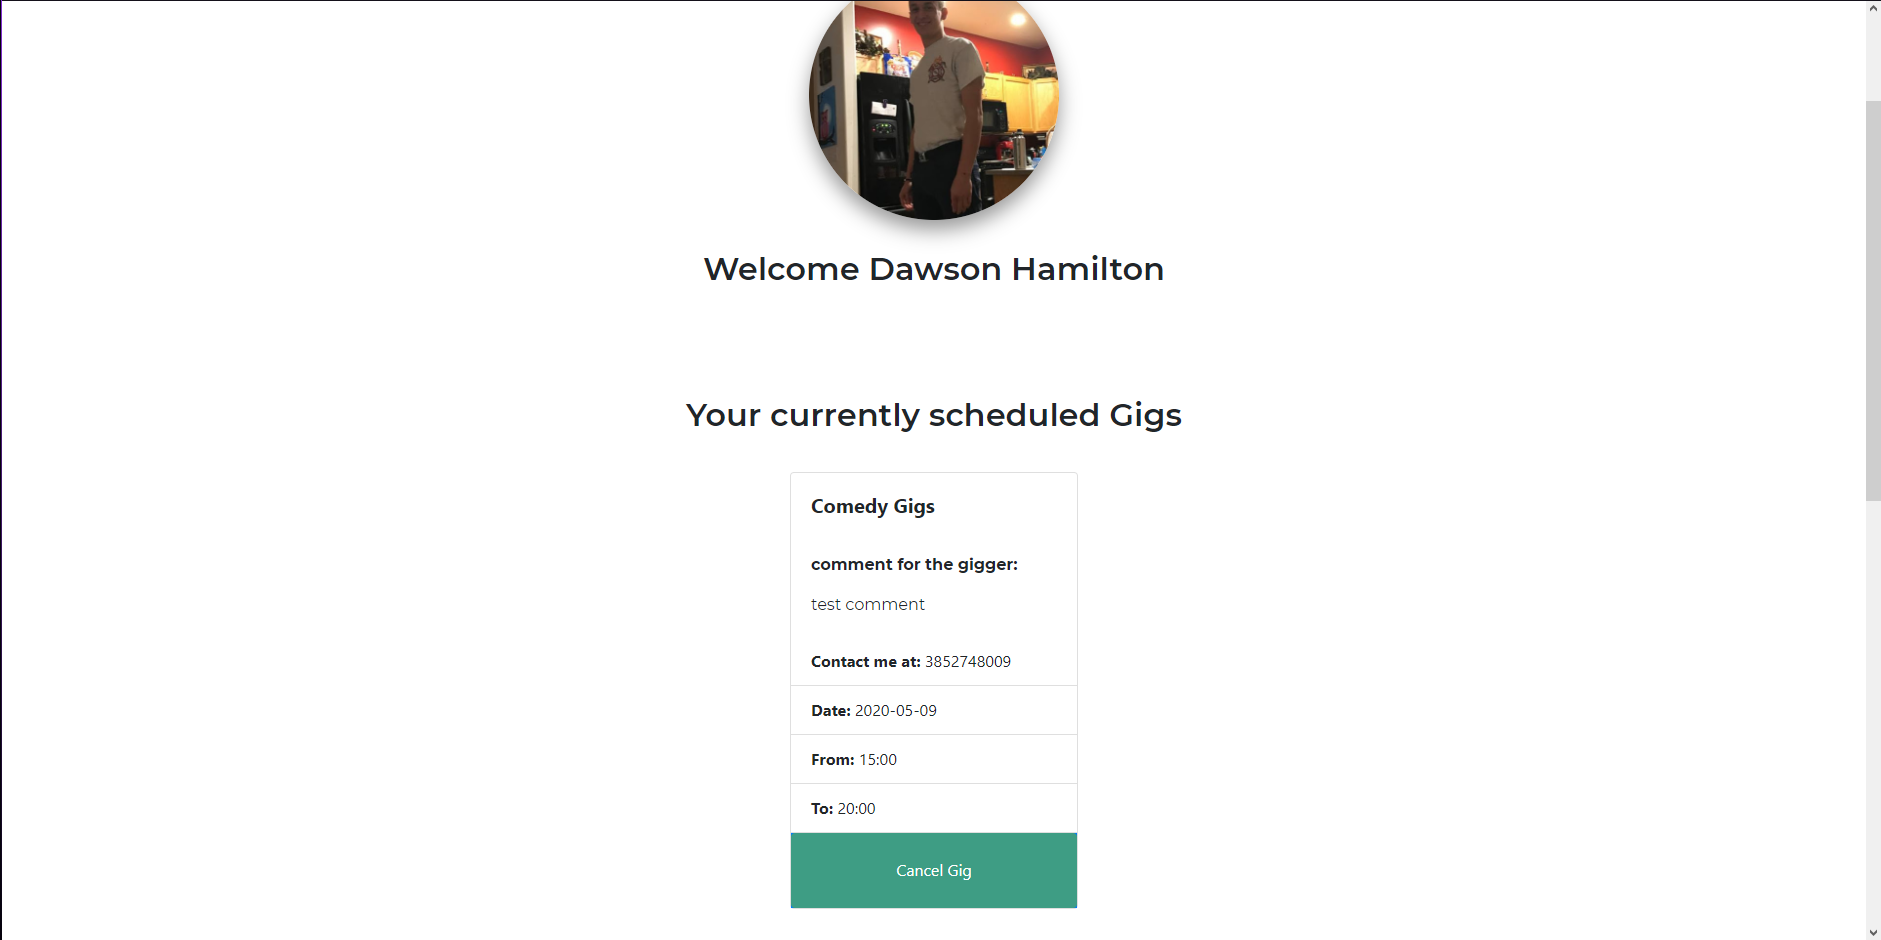 Welcome Dawson Hamilton
Your currently scheduled Gigs
Comedy Gigs
comment for the gigger:
test comment
Contact me at: 3852748009
Date: 2020-05-09
From: 15:00
To: 20:00
Cancel Gig